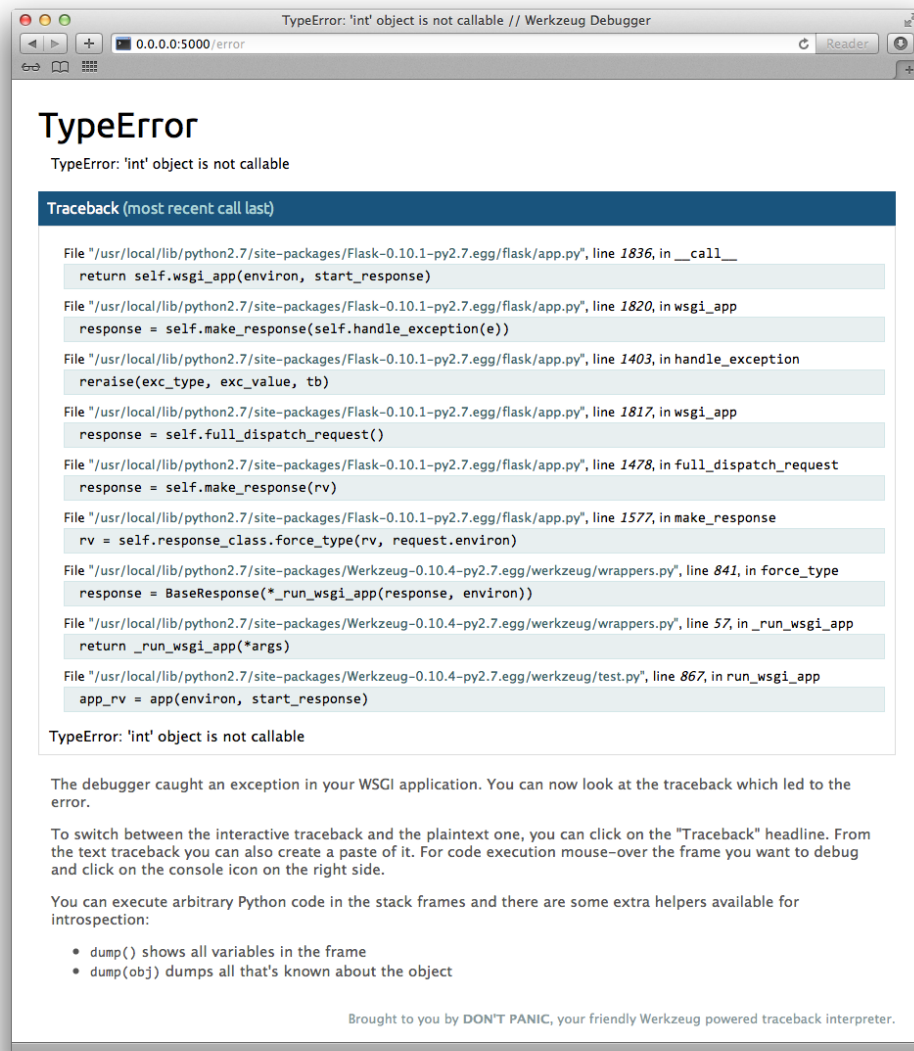 TypeError: 'int' object is not callable // Werkzeug Debugger
0.0.0.0:5000/error
Reader
TypeError
TypeError: 'int' object is not callable
Traceback (most recent call last)
File "/usr/local/lib/python2.7/site-packages/Flask-0.10.1-py2.7.egg/flask/app.py", line 1836, in __call__
return self.wsgi_app(environ, start_response)
File "/usr/local/lib/python2.7/site-packages/Flask-0.10.1-py2.7.egg/flask/app.py", line 1820, in wsgi_app
response = self.make_response(self.handle_exception(e))
File "/usr/local/lib/python2.7/site-packages/Flask-0.10.1-py2.7.egg/flask/app.py", line 1403, in handle_exception
reraise(exc_type, exc_value, tb)
File "/usr/local/lib/python2.7/site-packages/Flask-0.10.1-py2.7.egg/flask/app.py", line 1817, in wsgi_app
response = self.full_dispatch_request()
File "/usr/local/lib/python2.7/site-packages/Flask-0.10.1-py2.7.egg/flask/app.py", line 1478, in full_dispatch_request
response = self.make_response(rv)
File "/usr/local/lib/python2.7/site-packages/Flask-0.10.1-py2.7.egg/flask/app.py", line 1577, in make_response
rv = self.response_class.force_type(rv, request.environ)
File "/usr/local/lib/python2.7/site-packages/Werkzeug-0.10.4-py2.7.egg/werkzeug/wrappers.py", line 841, in force_type
response = BaseResponse(*_run_wsgi_app(response, environ))
File "/usr/local/lib/python2.7/site-packages/Werkzeug-0.10.4-py2.7.egg/werkzeug/wrappers.py", line 57, in _run_wsgi_app
return _run_wsgi_app(*args)
File "/usr/local/lib/python2.7/site-packages/Werkzeug-0.10.4-py2.7.egg/werkzeug/test.py", line 867, in run_wsgi_app
app_rv = app(environ, start_response)
TypeError: 'int' object is not callable
The debugger caught an exception in your WSGI application. You can now look at the traceback which led to the
error.
To switch between the interactive traceback and the plaintext one, you can click on the "Traceback" headline. From
the text traceback you can also create a paste of it. For code execution mouse-over the frame you want to debug
and click on the console icon on the right side.
You can execute arbitrary Python code in the stack frames and there are some extra helpers available for
introspection:
• dump() shows all variables in the frame
• dump(obj) dumps all that's known about the object
Brought to you by DON'T PANIC, your friendly Werkzeug powered traceback interpreter.